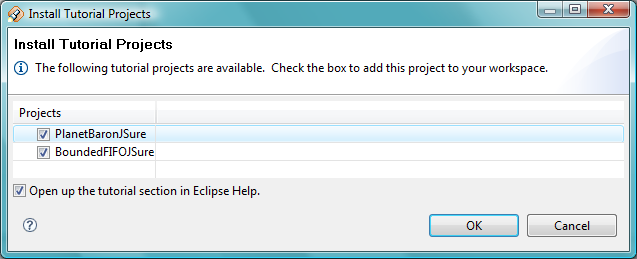 Install Tutorial Projects
Install Tutorial Projects
The following tutorial projects are available.  Check the box to add this project to your workspace.
Projects
PlanetBaronJSure
BoundedFIFOJSure
Open up the tutorial section in Eclipse Help.
OK
Cancel